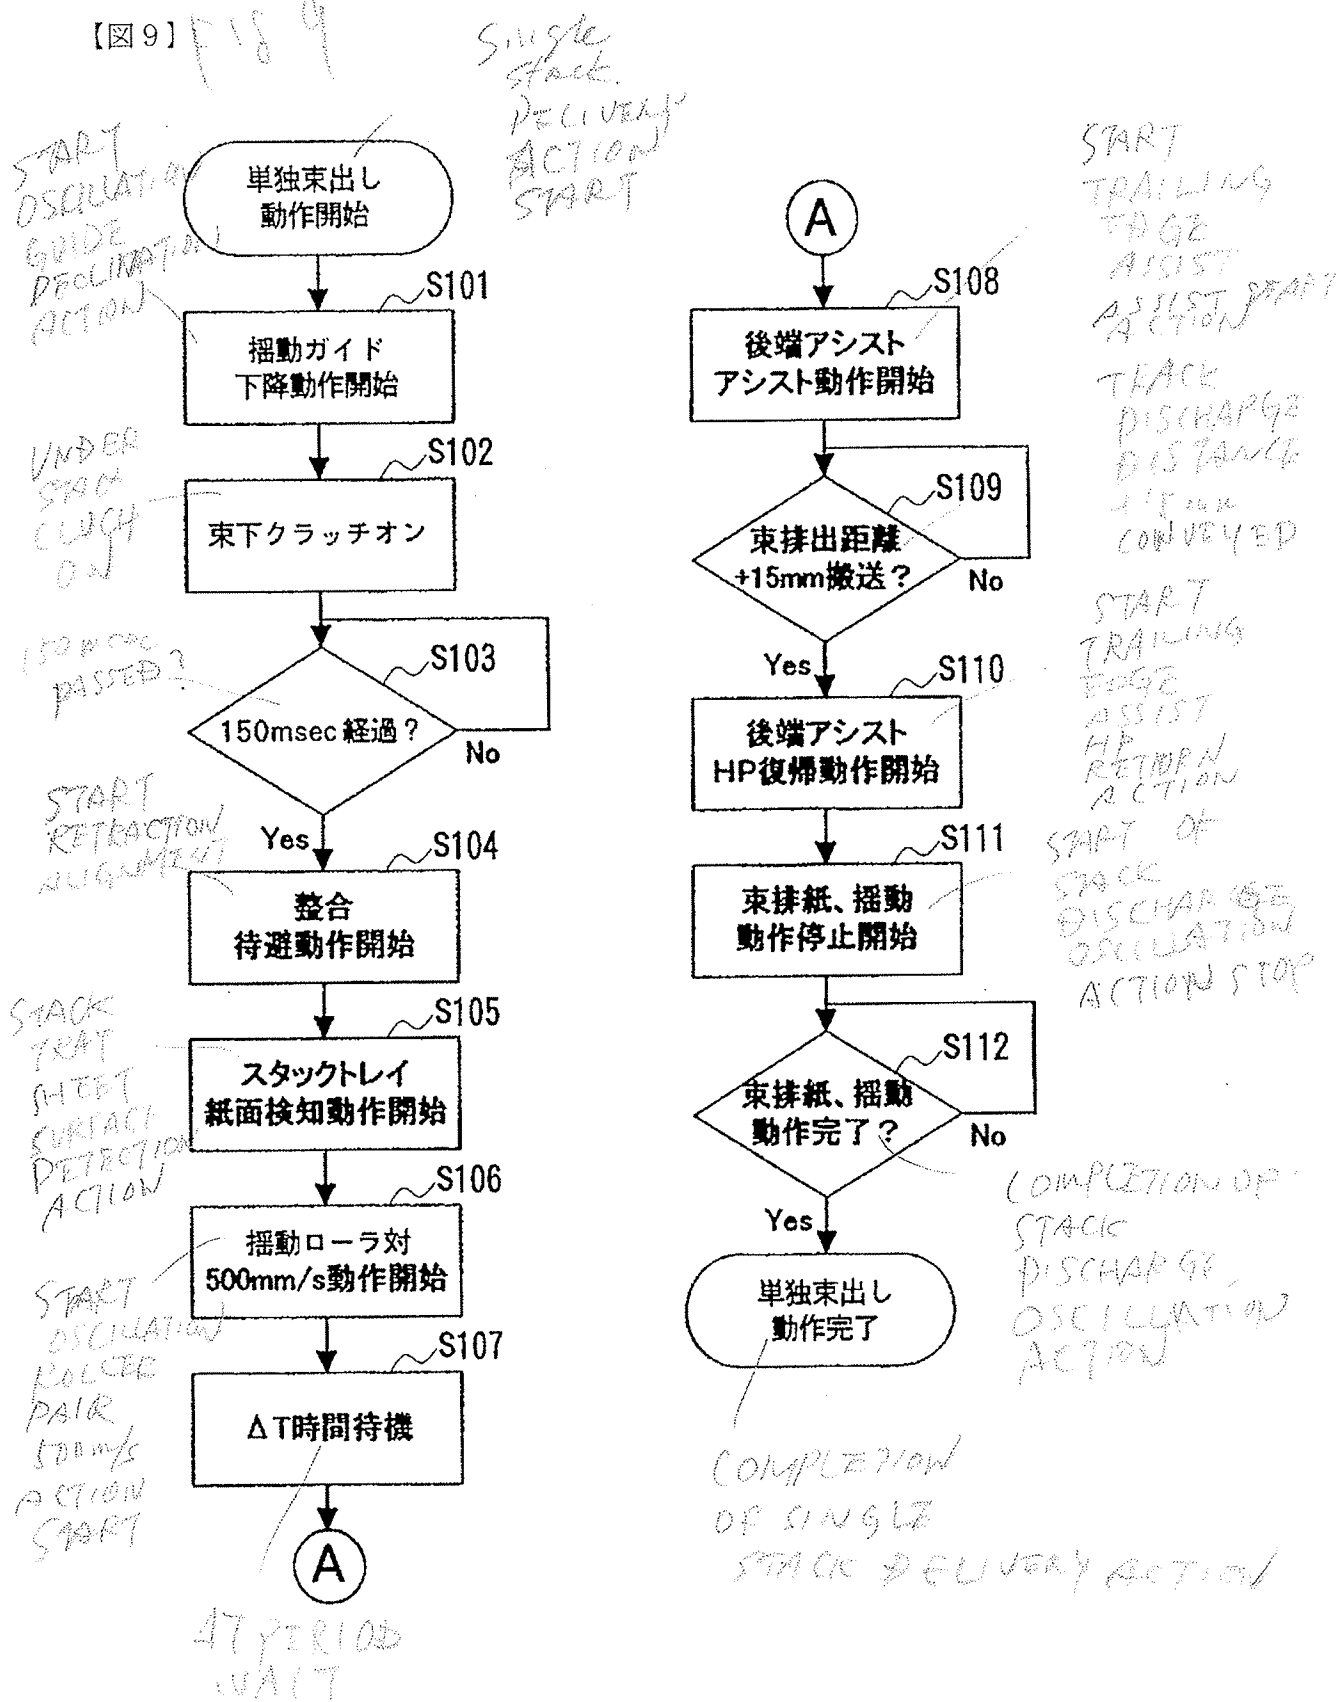 【図9】 FIG 9
Single
Stack
DELIVERY
ACTION
START
START
OSCILLATION
GUIDE
DECLINATION
ACTION
単独束出し
動作開始
S101
揺動ガイド
下降動作開始
UNDER
STACK
CLUCH
ON
S102
束下クラッチオン
150msec
PASSED?
S103
150msec経過?
No
Yes
START
RETRACTION
ALIGNMENT
S104
整合
待避動作開始
STACK
TRAY
SHEET
SURFACE
DETECTION
ACTION
S105
スタックトレイ
紙面検知動作開始
START
OSCILLATION
ROLLER
PAIR
500m/s
ACTION
START
S106
揺動ローラ対
500mm/s動作開始
S107
ΔT時間待機
A
ΔT PERIOD
WAIT
A
START
TRAILING
EDGE
ASSIST
ASSIST START
ACTION
S108
後端アシスト
アシスト動作開始
DISCHARGE
DISTANCE
CONVEYED
S109
束排出距離
+15mm搬送?
No
Yes
START
TRAILING
EDGE
ASSIST
HP
RETURN
ACTION
S110
後端アシスト
HP復帰動作開始
START OF
STACK
DISCHARGE
OSCILLATION
ACTION STOP
S111
束排紙、揺動
動作停止開始
S112
束排紙、揺動
動作完了?
No
Yes
COMPLETION OF
STACK
DISCHARGE,
OSCILLATION
ACTION
単独束出し
動作完了
COMPLETION
OF SINGLE
STACK DELIVERY ACTION